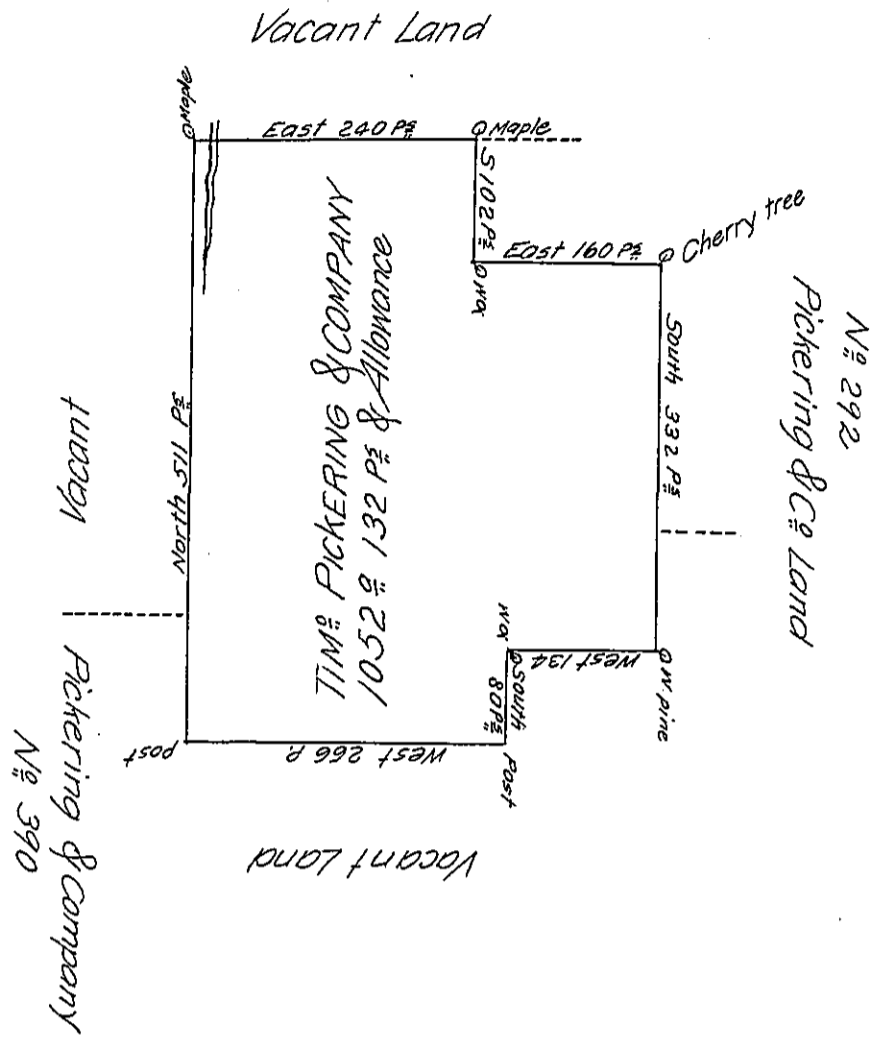 Vacant Land
Maple
East 240 Ps
Maple
S 102 Ps
wa
East 160 Ps
Cherry tree
South 332 Ps
No 292
Pickering & Co Land
TIMo PICKERING & COMPANY
1052 a 132 Ps & Allowance
North 511 Ps
Vacant
W. pine
West 134
wa
South
80 Ps
Post
West 266 P.
post
Pickering & Company
No 390
Vacant Land